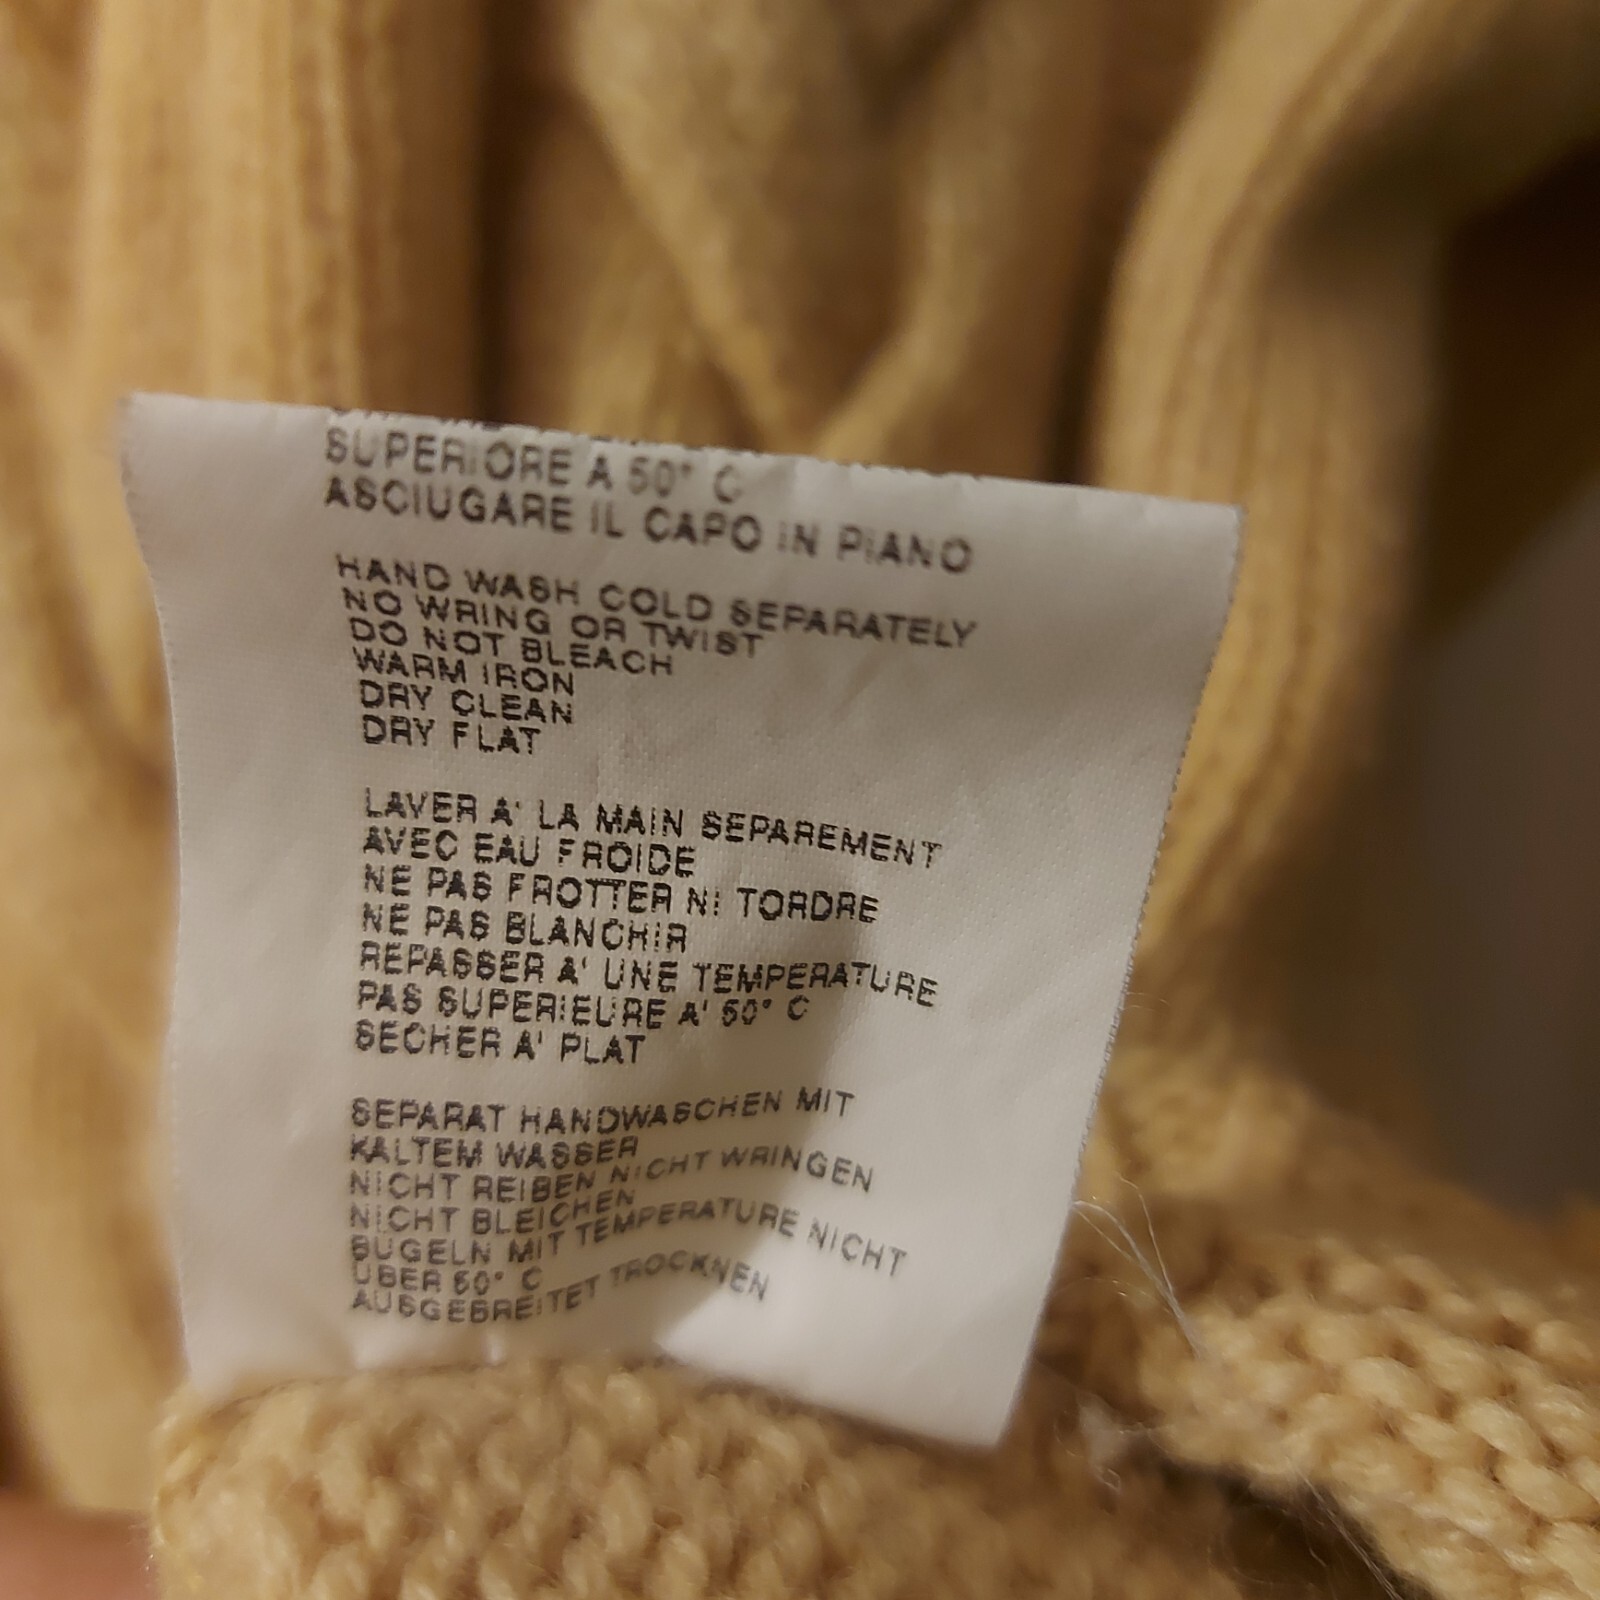 SUPERIORE A 50° C
ASCIUGARE IL CAPO IN PIANO
HAND WASH COLD SEPARATELY
NO WRING OR TWIST
DO NOT BLEACH
WARM IRON
DRY CLEAN
DRY FLAT
LAVER A' LA MAIN SEPAREMENT
AVEC EAU FROIDE
NE PAS FROTTER NI TORDRE
NE PAS BLANCHIR
REPASSER A' UNE TEMPERATURE
PAS SUPERIEURE A' 50° C
SECHER A' PLAT
SEPARAT HANDWASCHEN MIT
KALTEM WASSER
NICHT REIBEN NICHT WRINGEN
NICHT BLEICHEN
BUGELN MIT TEMPERATURE NICHT
UBER 50° C
AUSGEBREITET TROCKNEN